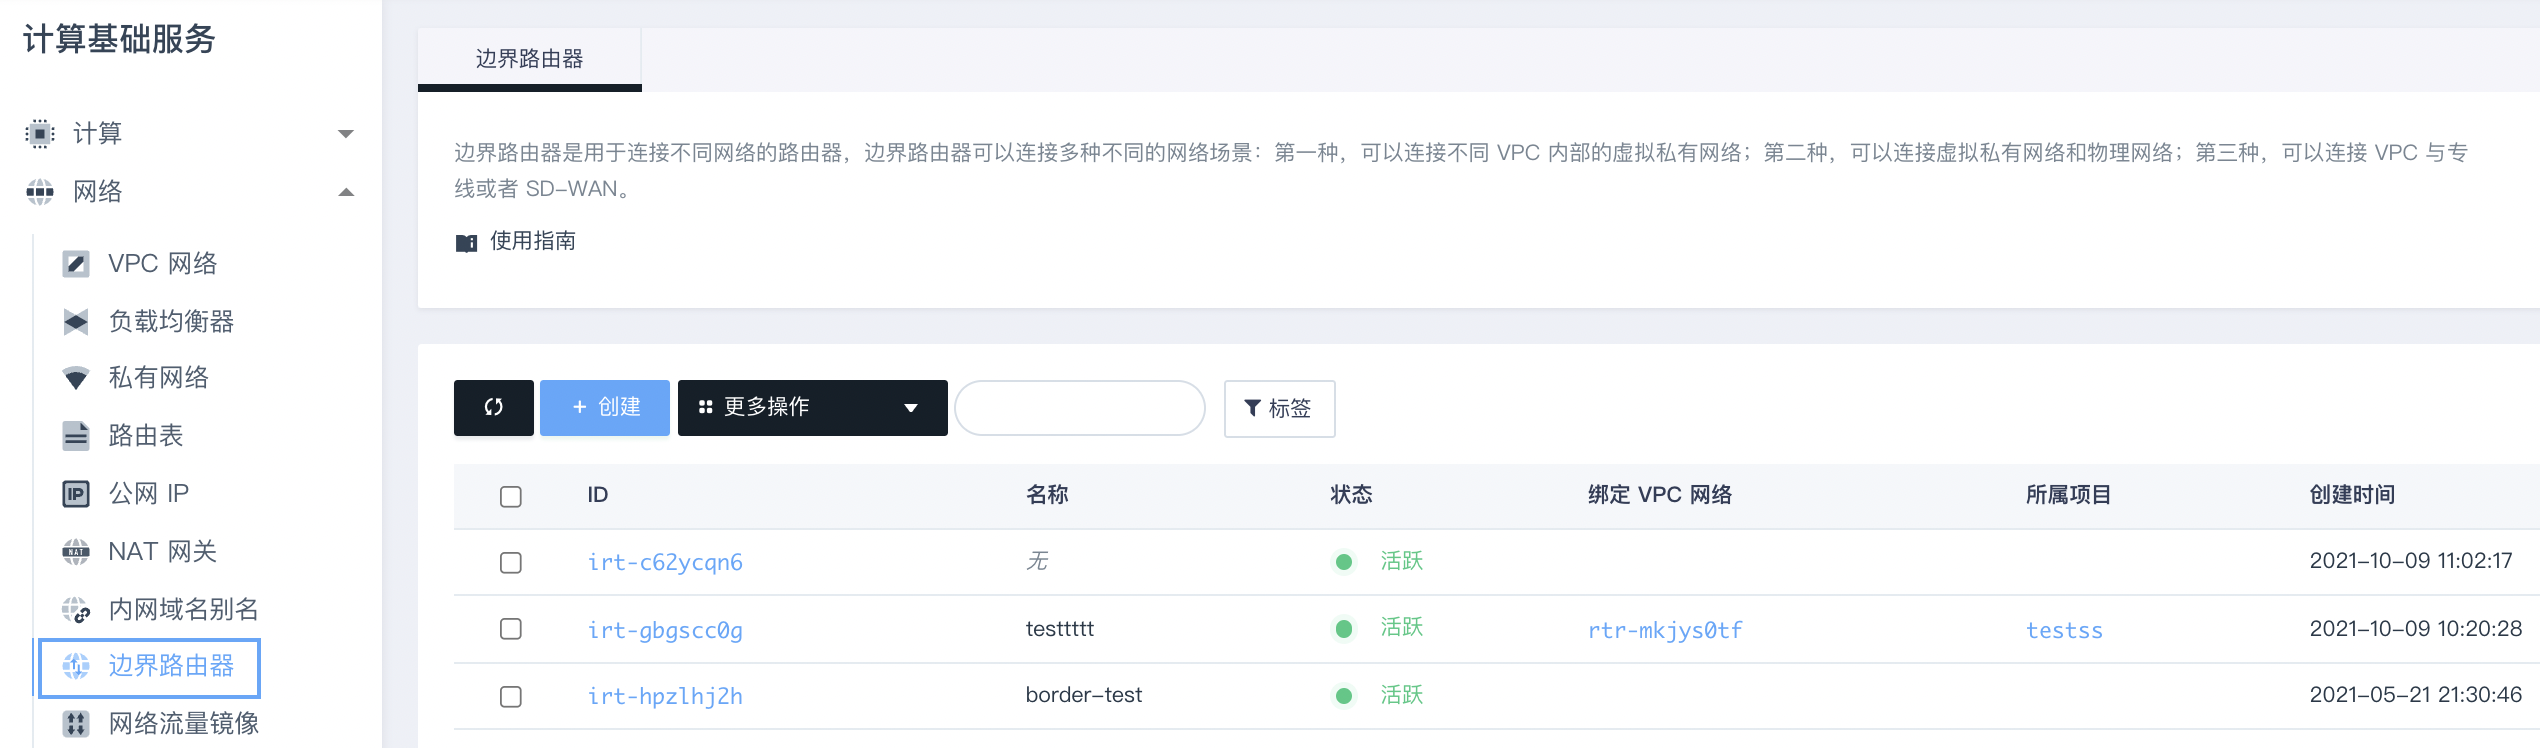 计算基础服务
计算
网络
VPC 网络
负载均衡器
私有网络
路由表
IP 公网 IP
NAT NAT 网关
内网域名别名
边界路由器
网络流量镜像
边界路由器
边界路由器是用于连接不同网络的路由器，边界路由器可以连接多种不同的网络场景：第一种，可以连接不同 VPC 内部的虚拟私有网络；第二种，可以连接虚拟私有网络和物理网络；第三种，可以连接 VPC 与专
线或者 SD-WAN。
使用指南
+ 创建 更多操作 标签
ID 名称 状态 绑定 VPC 网络 所属项目 创建时间
irt-c62ycqn6 无 活跃 2021-10-09 11:02:17
irt-gbgscc0g testtttt 活跃 rtr-mkjys0tf testss 2021-10-09 10:20:28
irt-hpzlhj2h border-test 活跃 2021-05-21 21:30:46